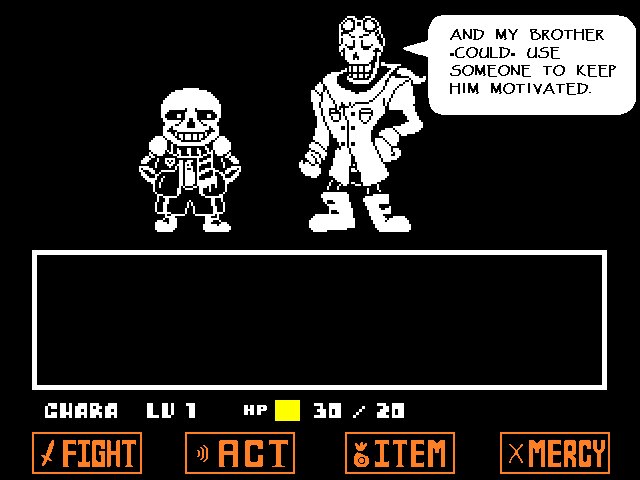 AND MY BROTHER
-COULD- USE
SOMEONE TO KEEP
HIM MOTIVATED.
CHARA LV 1 HP 30 / 20
FIGHT ACT ITEM MERCY